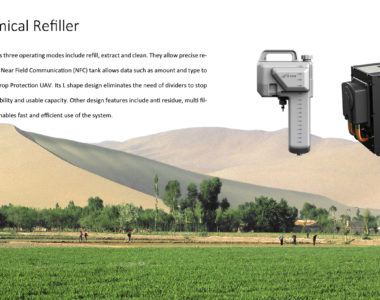 mical Refiller
s three operating modes include refill, extract and clean. They allow precise re-
Near Field Communication (NFC) tank allows data such as amount and type to
rop Protection UAV. Its L shape design eliminates the need of dividers to stop
bility and usable capacity. Other design features include anti residue, multi fil-
nables fast and efficient use of the system.